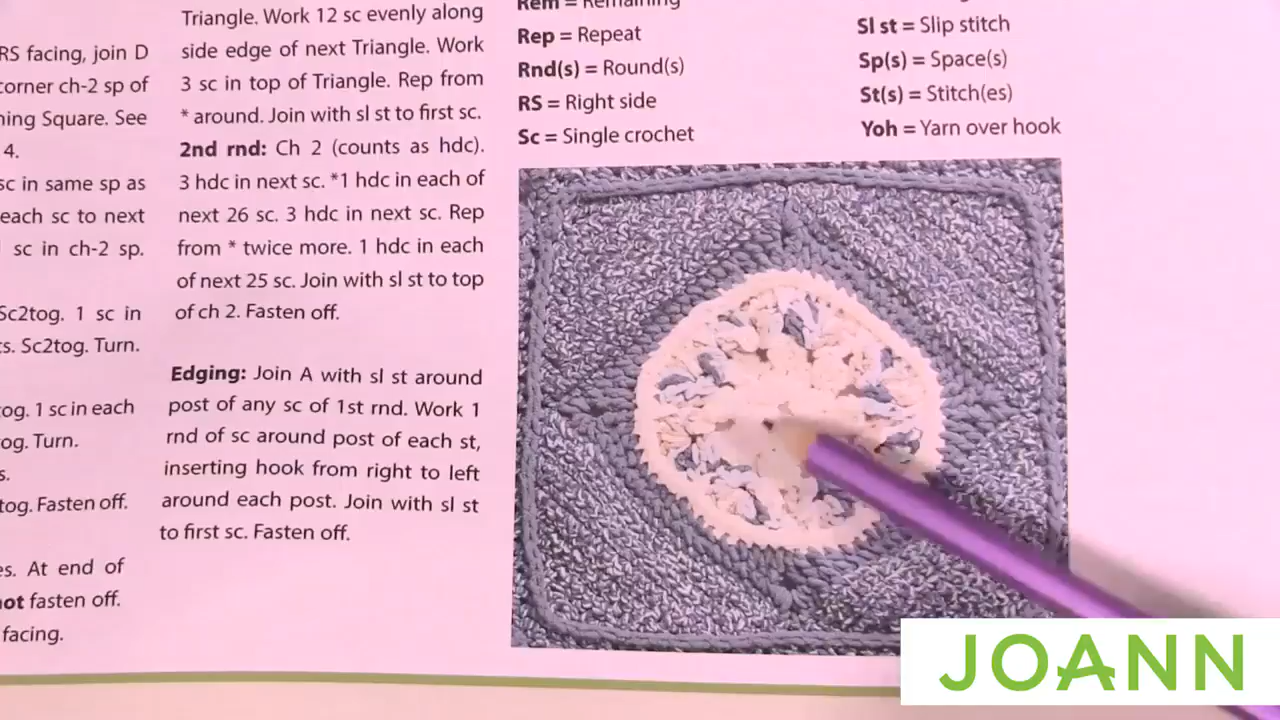 RS facing, join D
corner ch-2 sp of
Square. See
4.
sc in same sp as
each sc to next
sc in ch-2 sp.
Sc2tog. 1 sc in
Sc2tog. Turn.
1 sc in each
Turn.
Fasten off.
At end of
fasten off.
facing.
Triangle. Work 12 sc evenly along
side edge of next Triangle. Work
3 sc in top of Triangle. Rep from
* around. Join with sl st to first sc.
2nd rnd: Ch 2 (counts as hdc).
3 hdc in next sc. *1 hdc in each of
next 26 sc. 3 hdc in next sc. Rep
from * twice more. 1 hdc in each
of next 25 sc. Join with sl st to top
of ch 2. Fasten off.
Edging: Join A with sl st around
post of any sc of 1st rnd. Work 1
rnd of sc around post of each st,
inserting hook from right to left
around each post. Join with sl st
to first sc. Fasten off.
Rem = Remaining
Rep = Repeat
Rnd(s) = Round(s)
RS = Right side
Sc = Single crochet
Sl st = Slip stitch
Sp(s) = Space(s)
St(s) = Stitch(es)
Yoh = Yarn over hook
JOANN